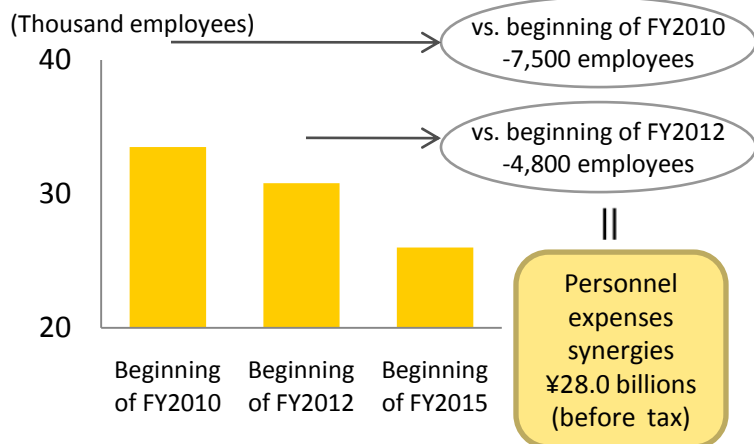 (Thousand employees)
40
30
20
Beginning
of FY2010
Beginning
of FY2012
Beginning
of FY2015
vs. beginning of FY2010
-7,500 employees
vs. beginning of FY2012
-4,800 employees
=
Personnel
expenses
synergies
¥28.0 billions
(before tax)